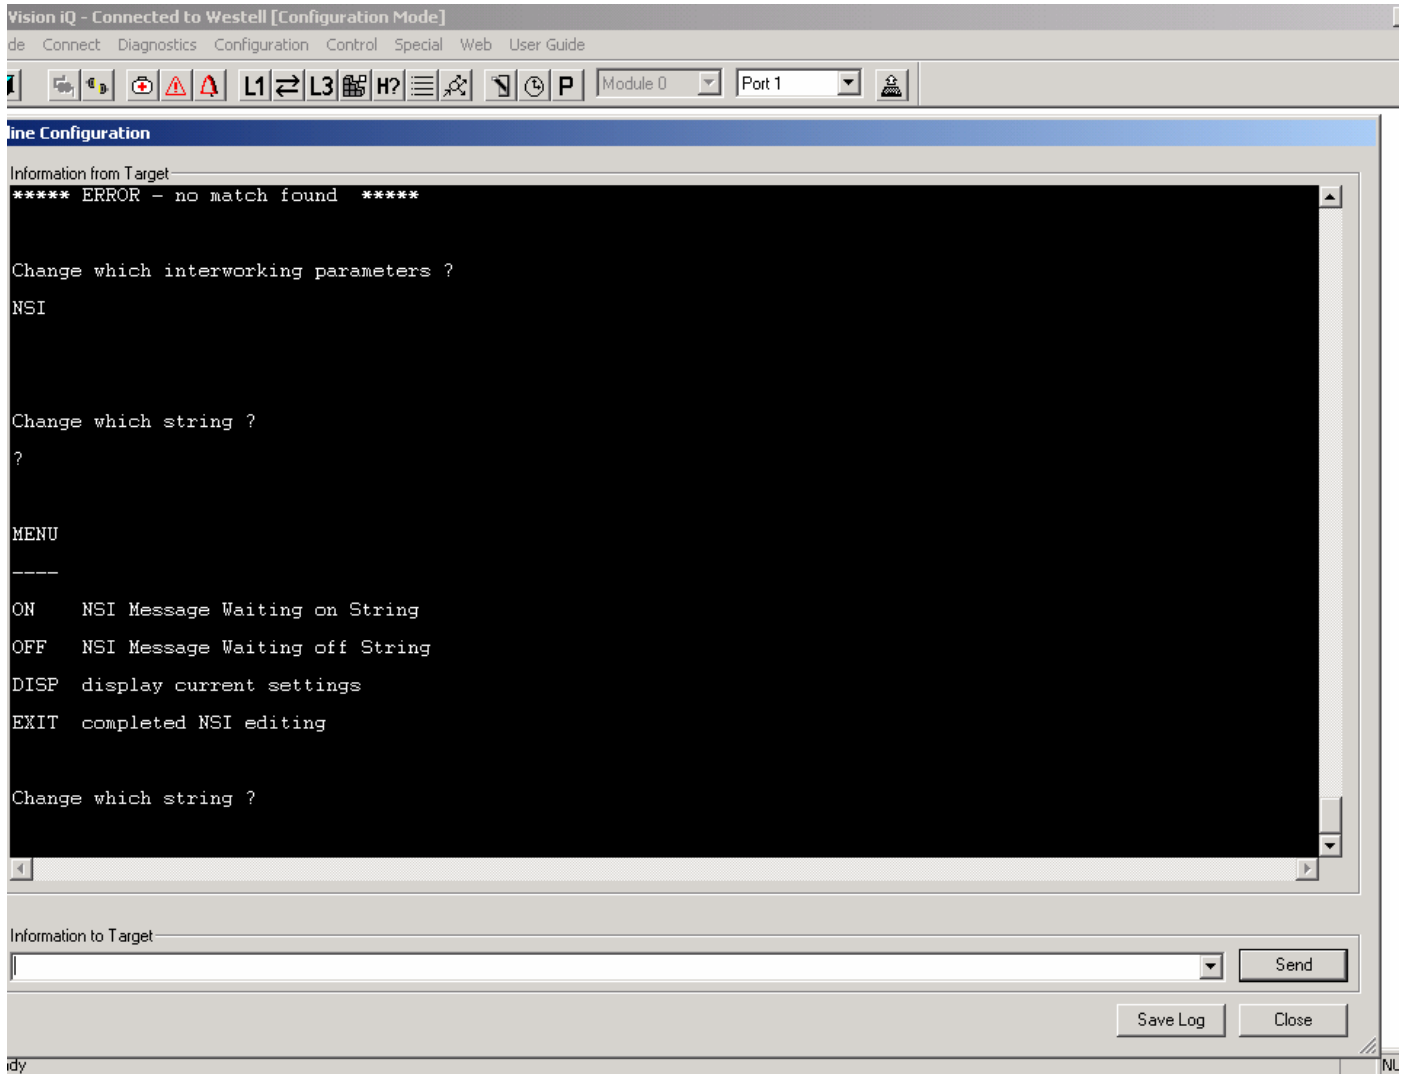 Vision iQ - Connected to Westell [Configuration Mode]
de Connect Diagnostics Configuration Control Special Web User Guide
L1 L3 H? P Module 0 Port 1
line Configuration
Information from Target
***** ERROR - no match found *****
Change which interworking parameters ?
NSI
Change which string ?
?
MENU
----
ON NSI Message Waiting on String
OFF NSI Message Waiting off String
DISP display current settings
EXIT completed NSI editing
Change which string ?
Information to Target
Send
Save Log Close
dy NU